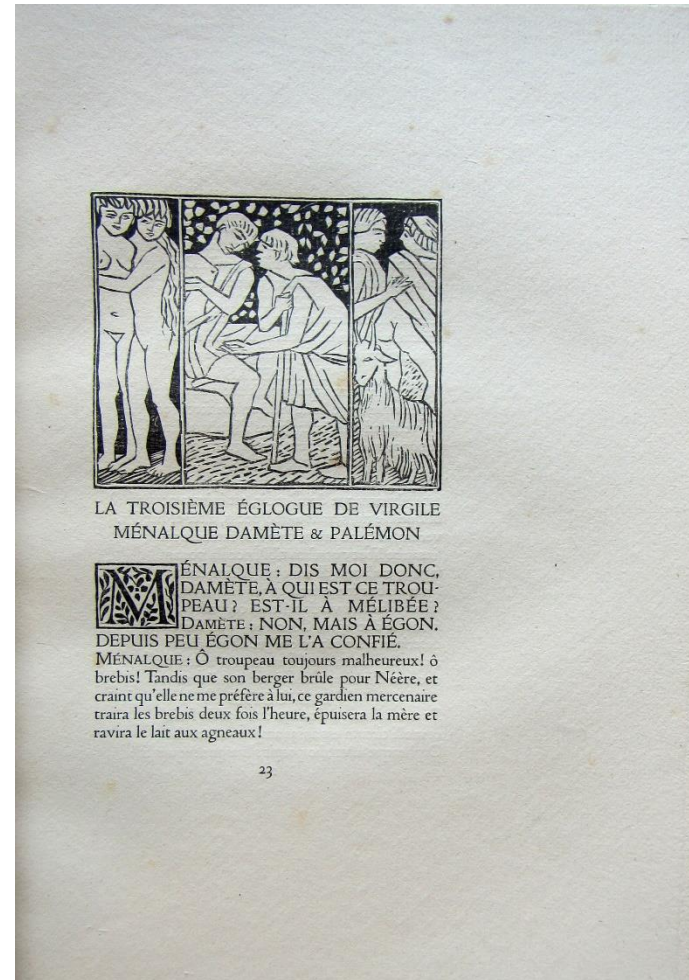 LA TROISIÈME ÉGLOGUE DE VIRGILE
MÉNALQUE DAMÈTE & PALÉMON
MÉNALQUE : DIS MOI DONC,
DAMÈTE, À QUI EST CE TROU-
PEAU? EST-IL À MÉLIBÉE?
DAMÈTE : NON, MAIS À ÉGON.
DEPUIS PEU ÉGON ME L'A CONFIÉ.
MÉNALQUE : Ô troupeau toujours malheureux! ô
brebis! Tandis que son berger brûle pour Néère, et
craint qu'elle ne me préfère à lui, ce gardien mercenaire
traira les brebis deux fois l'heure, épuisera la mère et
ravira le lait aux agneaux!
23